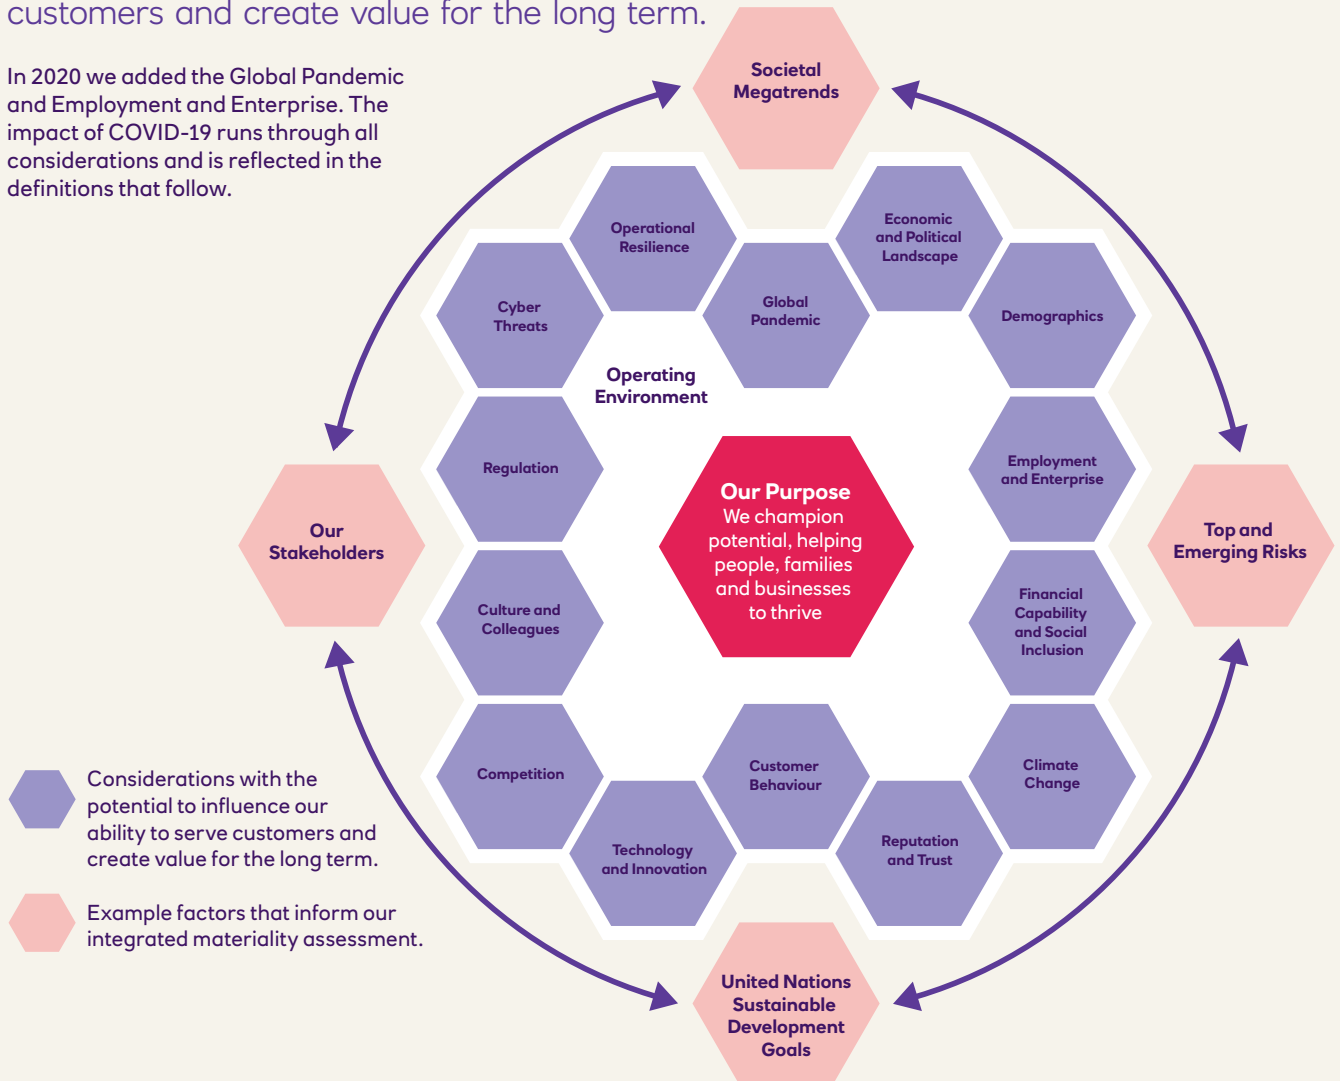 customers and create value for the long term.
In 2020 we added the Global Pandemic
and Employment and Enterprise. The
impact of COVID-19 runs through all
considerations and is reflected in the
definitions that follow.
Societal
Megatrends
Operational
Resilience
Economic
and Political
Landscape
Cyber
Threats
Global
Pandemic
Demographics
Operating
Environment
Regulation
Employment
and Enterprise
Our Purpose
We champion
potential, helping
people, families
and businesses
to thrive
Our
Stakeholders
Top and
Emerging Risks
Culture and
Colleagues
Financial
Capability
and Social
Inclusion
Competition
Customer
Behaviour
Climate
Change
Technology
and Innovation
Reputation
and Trust
Considerations with the
potential to influence our
ability to serve customers and
create value for the long term.
Example factors that inform our
integrated materiality assessment.
United Nations
Sustainable
Development
Goals